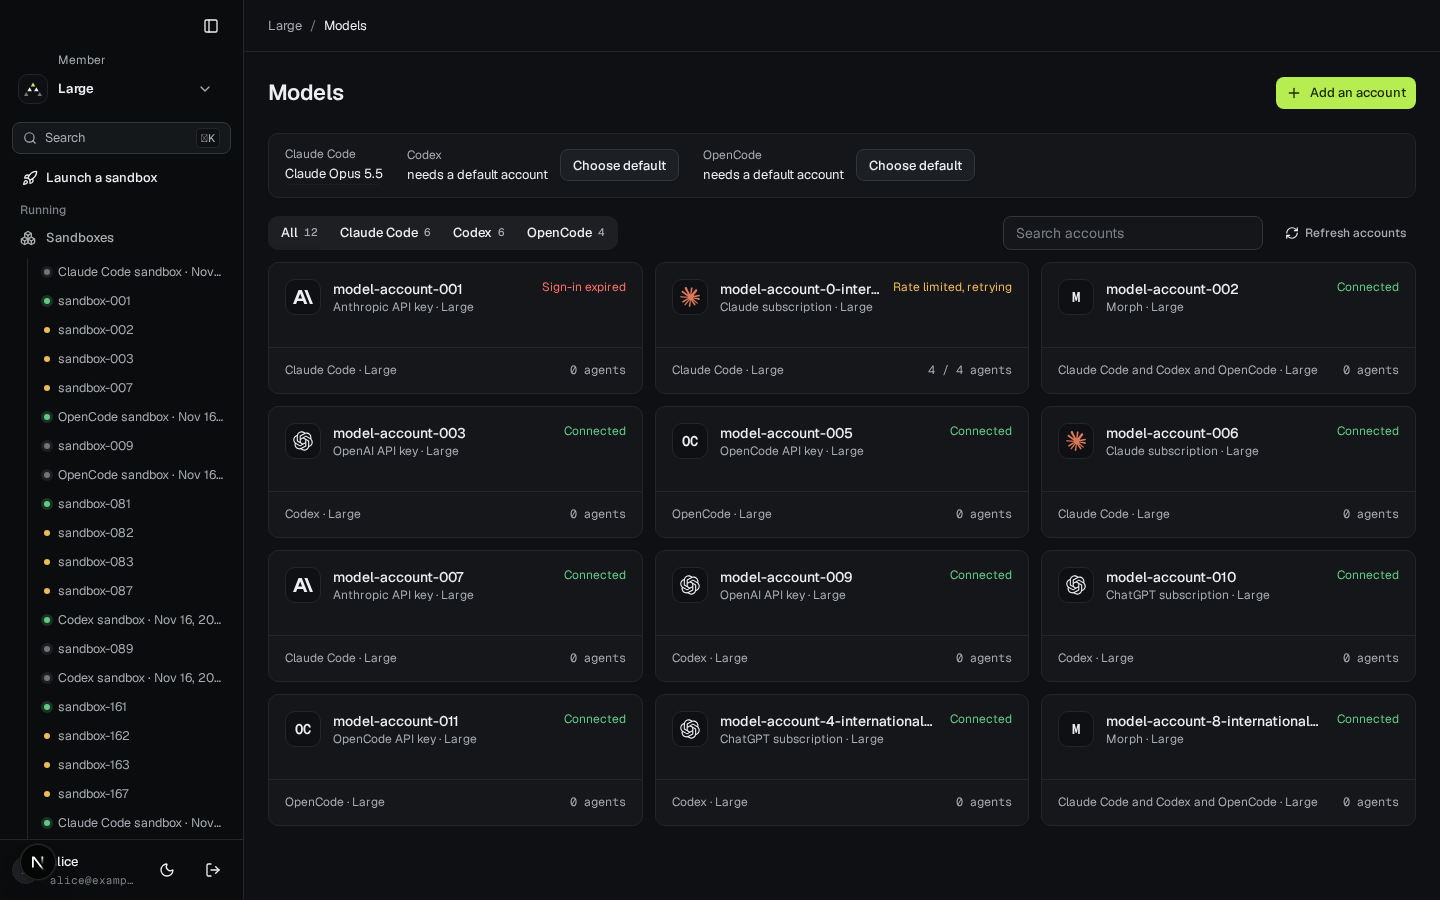 Member
Large
Search
K
Launch a sandbox
Running
Sandboxes
Claude Code sandbox · Nov...
sandbox-001
sandbox-002
sandbox-003
sandbox-007
OpenCode sandbox · Nov 16...
sandbox-009
OpenCode sandbox · Nov 16...
sandbox-081
sandbox-082
sandbox-083
sandbox-087
Codex sandbox · Nov 16, 20...
sandbox-089
Codex sandbox · Nov 16, 20...
sandbox-161
sandbox-162
sandbox-163
sandbox-167
Claude Code sandbox · Nov...
N
lice
alice@examp...
Large / Models
Models
Add an account
Claude Code
Claude Opus 5.5
Codex
needs a default account
Choose default
OpenCode
needs a default account
Choose default
All 12
Claude Code 6
Codex 6
OpenCode 4
Search accounts
Refresh accounts
model-account-001
Sign-in expired
Anthropic API key · Large
Claude Code · Large
0 agents
model-account-0-inter...
Rate limited, retrying
Claude subscription · Large
Claude Code · Large
4 / 4 agents
M
model-account-002
Connected
Morph · Large
Claude Code and Codex and OpenCode · Large
0 agents
model-account-003
Connected
OpenAI API key · Large
Codex · Large
0 agents
OC
model-account-005
Connected
OpenCode API key · Large
OpenCode · Large
0 agents
model-account-006
Connected
Claude subscription · Large
Claude Code · Large
0 agents
model-account-007
Connected
Anthropic API key · Large
Claude Code · Large
0 agents
model-account-009
Connected
OpenAI API key · Large
Codex · Large
0 agents
model-account-010
Connected
ChatGPT subscription · Large
Codex · Large
0 agents
OC
model-account-011
Connected
OpenCode API key · Large
OpenCode · Large
0 agents
model-account-4-international...
Connected
ChatGPT subscription · Large
Codex · Large
0 agents
M
model-account-8-international...
Connected
Morph · Large
Claude Code and Codex and OpenCode · Large
0 agents